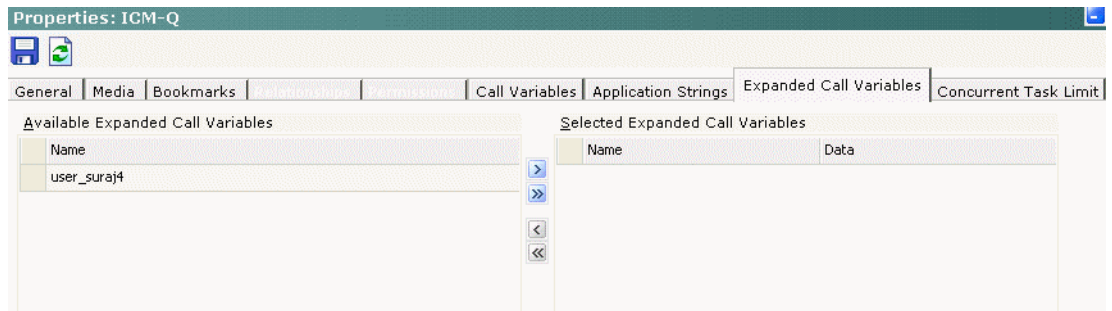 Properties: ICM-Q
General Media Bookmarks Relationships Permissions Call Variables Application Strings Expanded Call Variables Concurrent Task Limit
Available Expanded Call Variables
Name
user_suraj4
Selected Expanded Call Variables
Name Data